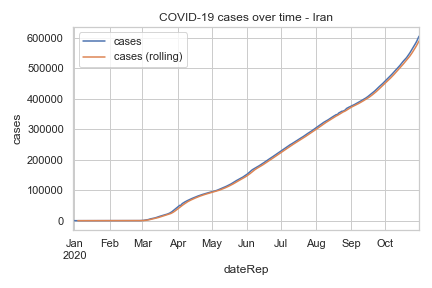 COVID-19 cases over time - Iran
cases
cases (rolling)
600000
500000
400000
300000
200000
100000
0
cases
Jan Feb Mar Apr May Jun Jul Aug Sep Oct
2020
dateRep